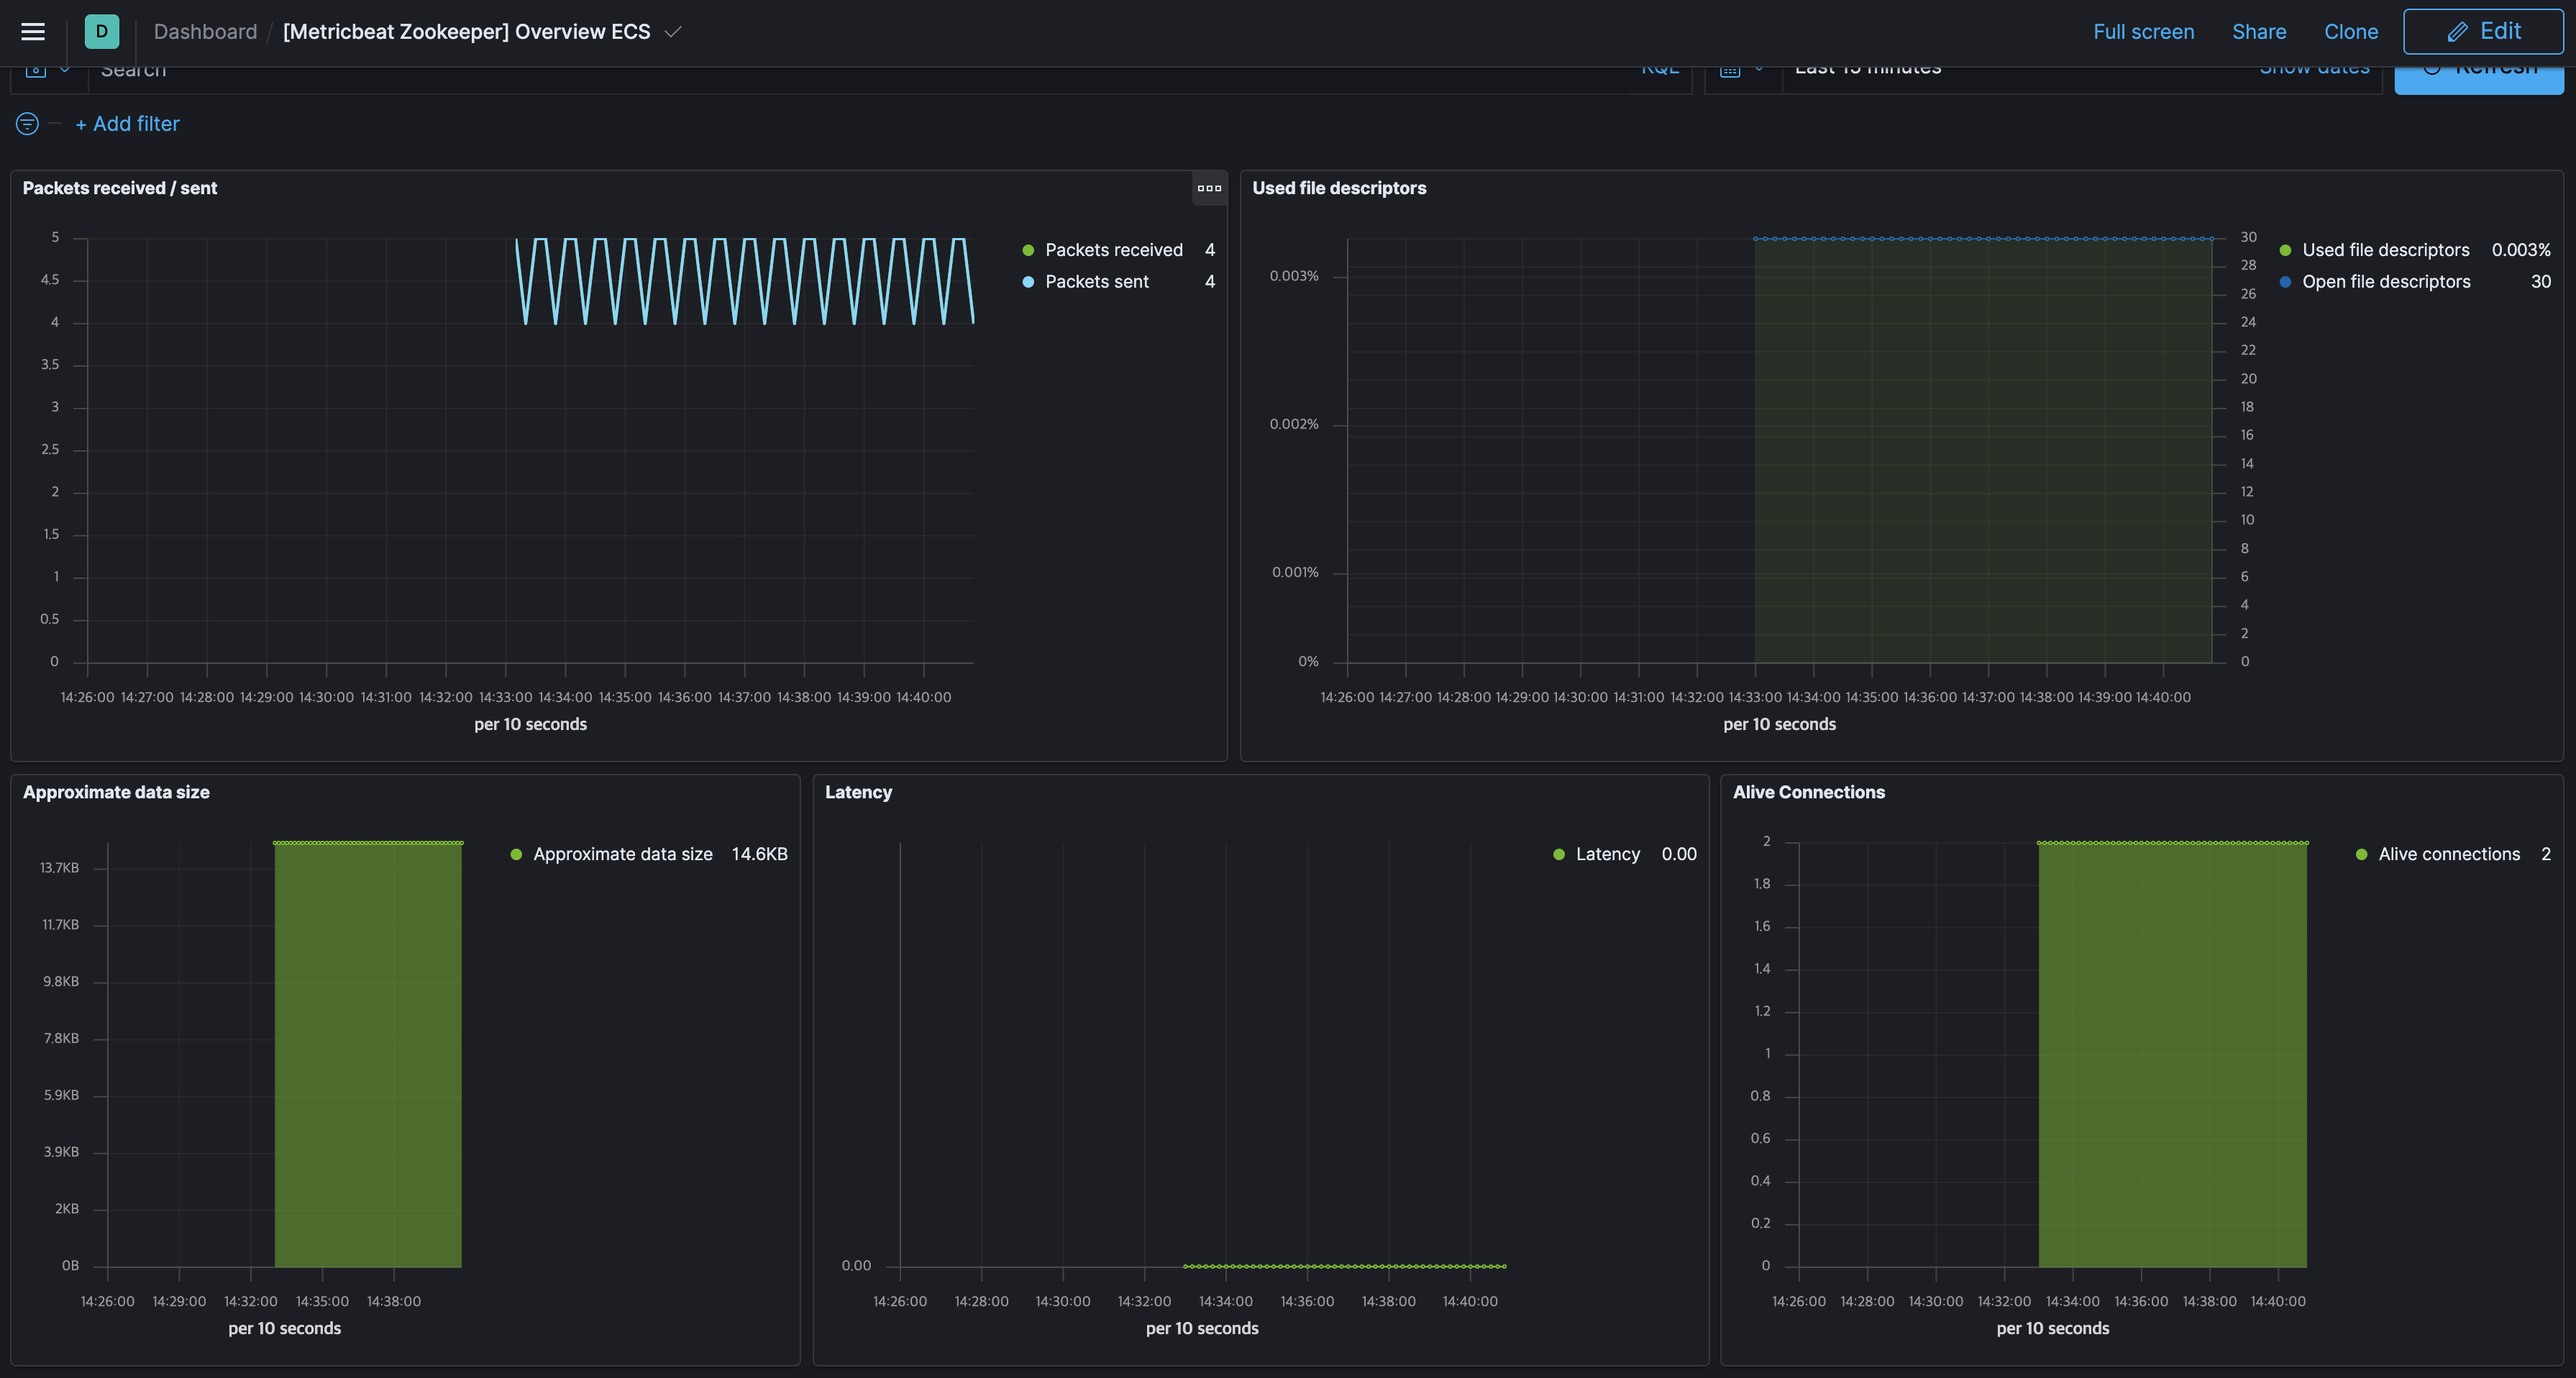 D Dashboard / [Metricbeat Zookeeper] Overview ECS Full screen Share Clone Edit
Search KQL Last 15 minutes Show dates Refresh
+ Add filter
Packets received / sent
5
4.5
4
3.5
3
2.5
2
1.5
1
0.5
0
14:26:00 14:27:00 14:28:00 14:29:00 14:30:00 14:31:00 14:32:00 14:33:00 14:34:00 14:35:00 14:36:00 14:37:00 14:38:00 14:39:00 14:40:00
per 10 seconds
Packets received 4
Packets sent 4
Used file descriptors
0.003%
0.002%
0.001%
0%
30
28
26
24
22
20
18
16
14
12
10
8
6
4
2
0
14:26:00 14:27:00 14:28:00 14:29:00 14:30:00 14:31:00 14:32:00 14:33:00 14:34:00 14:35:00 14:36:00 14:37:00 14:38:00 14:39:00 14:40:00
per 10 seconds
Used file descriptors 0.003%
Open file descriptors 30
Approximate data size
13.7KB
11.7KB
9.8KB
7.8KB
5.9KB
3.9KB
2KB
0B
14:26:00 14:29:00 14:32:00 14:35:00 14:38:00
per 10 seconds
Approximate data size 14.6KB
Latency
0.00
14:26:00 14:28:00 14:30:00 14:32:00 14:34:00 14:36:00 14:38:00 14:40:00
per 10 seconds
Latency 0.00
Alive Connections
2
1.8
1.6
1.4
1.2
1
0.8
0.6
0.4
0.2
0
14:26:00 14:28:00 14:30:00 14:32:00 14:34:00 14:36:00 14:38:00 14:40:00
per 10 seconds
Alive connections 2